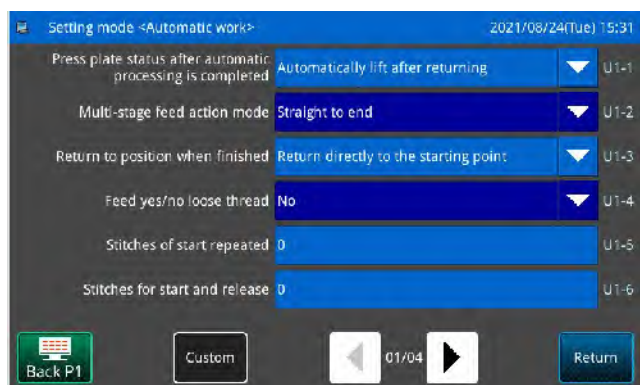 Setting mode <Automatic work> 2021/08/24(Tue) 15:31
Press plate status after automatic
processing is completed Automatically lift after returning U1-1
Multi-stage feed action mode Straight to end U1-2
Return to position when finished Return directly to the starting point U1-3
Feed yes/no loose thread No U1-4
Stitches of start repeated 0 U1-5
Stitches for start and release 0 U1-6
Back P1 Custom 01/04 Return